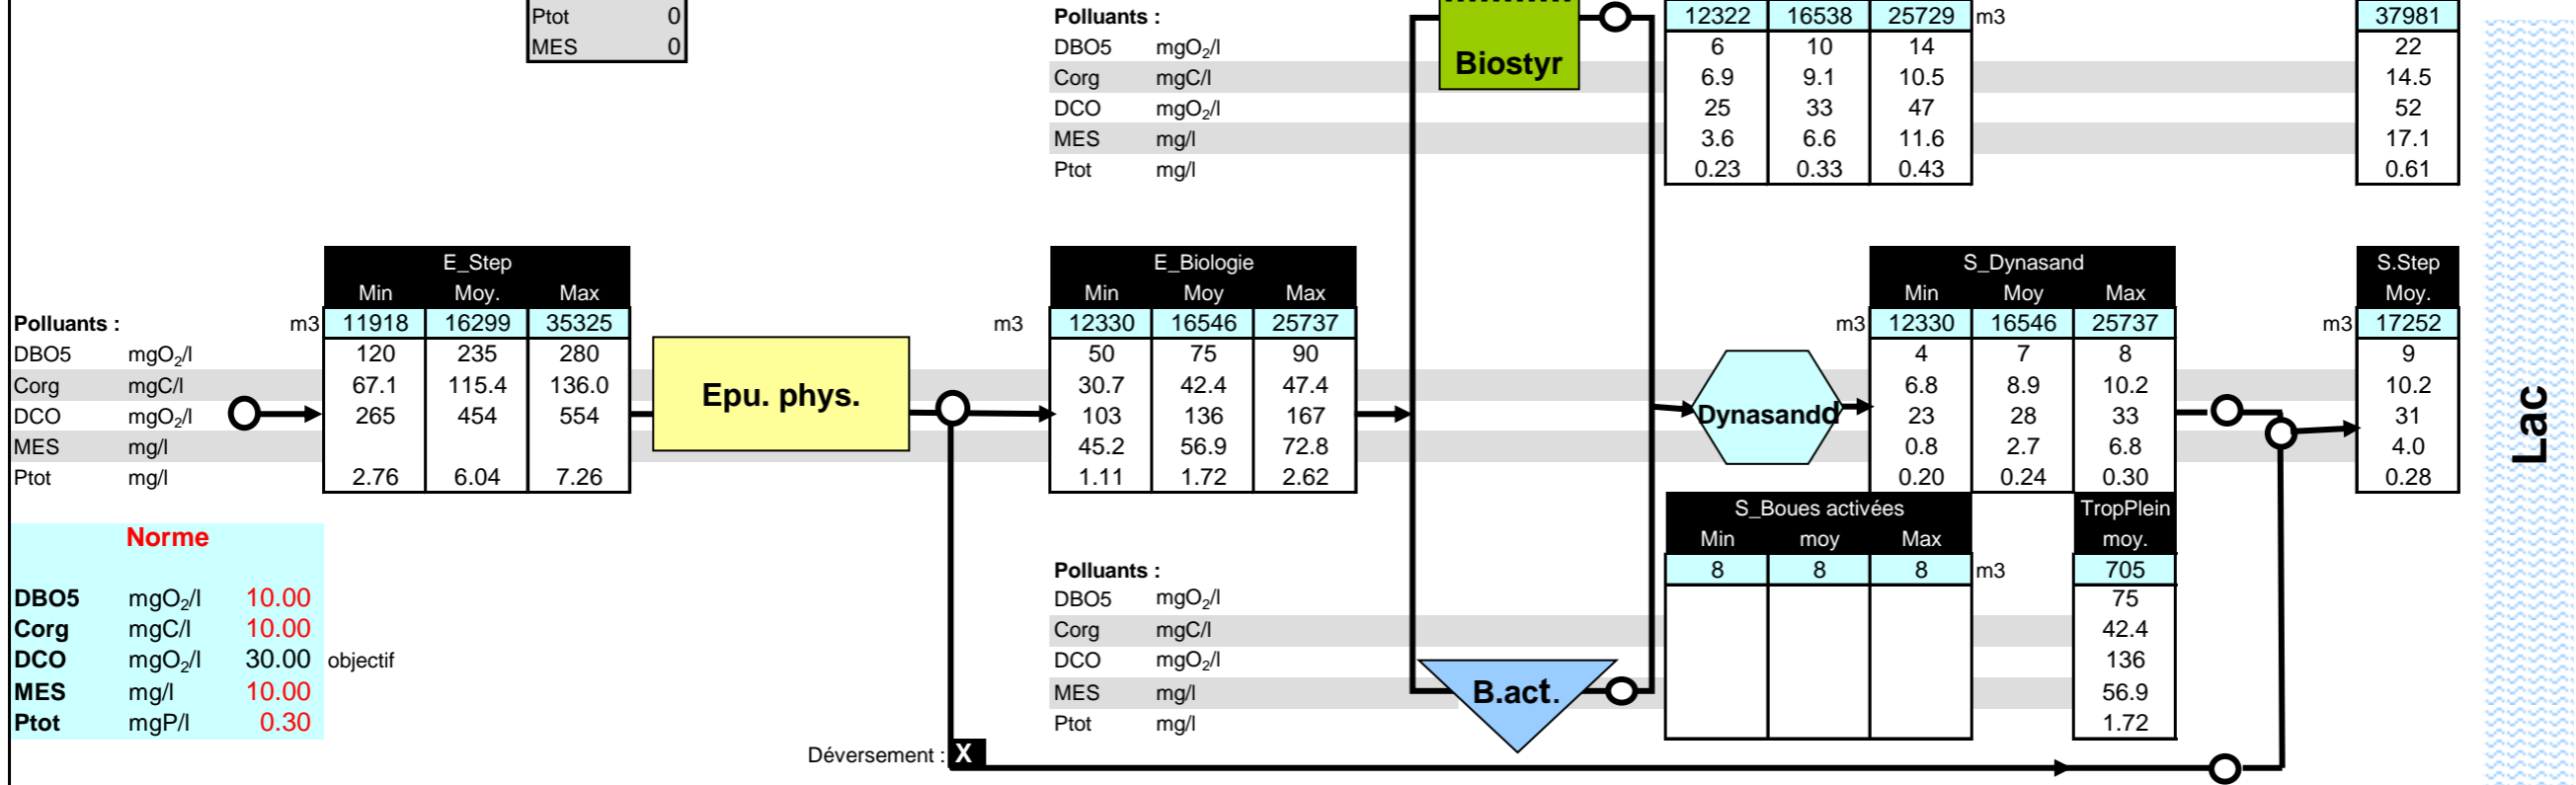 Ptot 0
MES 0
Polluants : 12322 16538 25729 m3 37981
DBO5 mgO2/l 6 10 14 22
Biostyr
Corg mgC/l 6.9 9.1 10.5 14.5
DCO mgO2/l 25 33 47 52
MES mg/l 3.6 6.6 11.6 17.1
Ptot mg/l 0.23 0.33 0.43 0.61
E_Step E_Biologie S_Dynasand S.Step
Min Moy. Max Min Moy Max Min Moy Max Moy.
Polluants : m3 11918 16299 35325 m3 12330 16546 25737 m3 12330 16546 25737 m3 17252
DBO5 mgO2/l 120 235 280 50 75 90 4 7 8 9
Corg mgC/l 67.1 115.4 136.0 Epu. phys. 30.7 42.4 47.4 6.8 8.9 10.2 10.2
DCO mgO2/l 265 454 554 103 136 167 Dynasandd 23 28 33 31
MES mg/l 45.2 56.9 72.8 0.8 2.7 6.8 4.0
Ptot mg/l 2.76 6.04 7.26 1.11 1.72 2.62 0.20 0.24 0.30 0.28
Lac
S_Boues activées TropPlein
Norme Min moy Max moy.
Polluants : 8 8 8 m3 705
DBO5 mgO2/l 10.00 DBO5 mgO2/l 75
Corg mgC/l 10.00 Corg mgC/l 42.4
DCO mgO2/l 30.00 objectif DCO mgO2/l 136
MES mg/l 10.00 MES mg/l B.act. 56.9
Ptot mgP/l 0.30 Ptot mg/l 1.72
Déversement : X